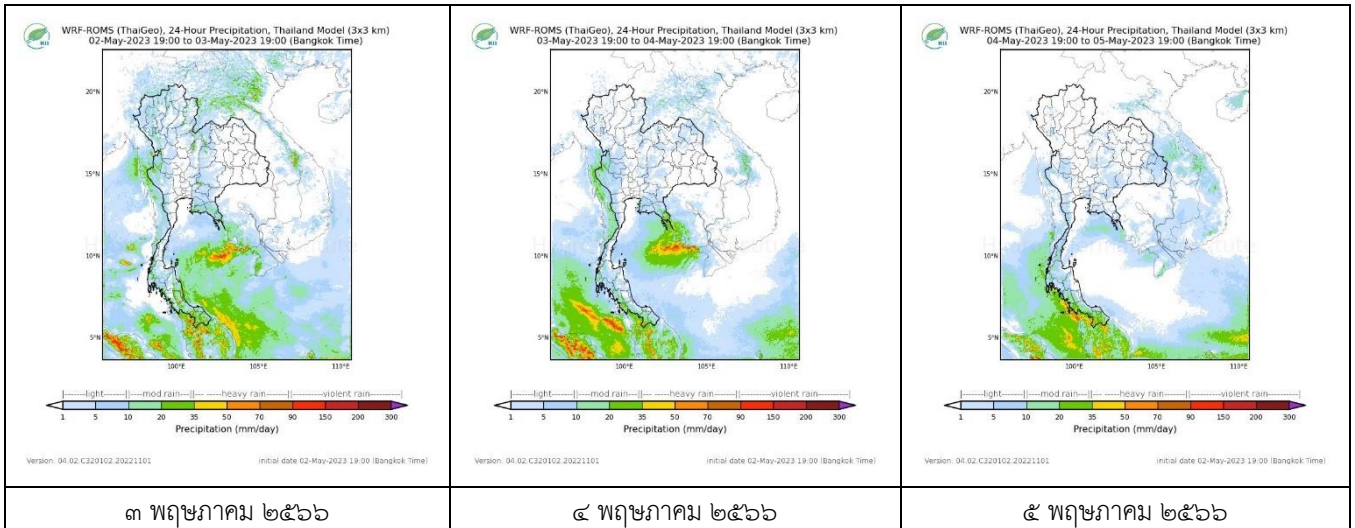 WRF-ROMS (ThaiGeo), 24-Hour Precipitation, Thailand Model (3x3 km)
02-May-2023 19:00 to 03-May-2023 19:00 (Bangkok Time)
20°N
15°N
10°N
5°N
100°E
105°E
110°E
|-------light-----||---mod rain---||--- ----heavy rain----||------violent rain------|
1 5 10 20 35 50 70 90 150 200 300
Precipitation (mm/day)
Version: 04.02.C320102.20221101
initial date 02-May-2023 19:00 (Bangkok Time)
๓ พฤษภาคม ๒๕๖๖
WRF-ROMS (ThaiGeo), 24-Hour Precipitation, Thailand Model (3x3 km)
03-May-2023 19:00 to 04-May-2023 19:00 (Bangkok Time)
20°N
15°N
10°N
5°N
100°E
105°E
110°E
|-------light-----||---mod rain---||--- ----heavy rain----||------violent rain------|
1 5 10 20 35 50 70 90 150 200 300
Precipitation (mm/day)
Version: 04.02.C320102.20221101
initial date 02-May-2023 19:00 (Bangkok Time)
๔ พฤษภาคม ๒๕๖๖
WRF-ROMS (ThaiGeo), 24-Hour Precipitation, Thailand Model (3x3 km)
04-May-2023 19:00 to 05-May-2023 19:00 (Bangkok Time)
20°N
15°N
10°N
5°N
100°E
105°E
110°E
|-------light-----||---mod rain---||--- ----heavy rain----||------violent rain------|
1 5 10 20 35 50 70 90 150 200 300
Precipitation (mm/day)
Version: 04.02.C320102.20221101
initial date 02-May-2023 19:00 (Bangkok Time)
๕ พฤษภาคม ๒๕๖๖